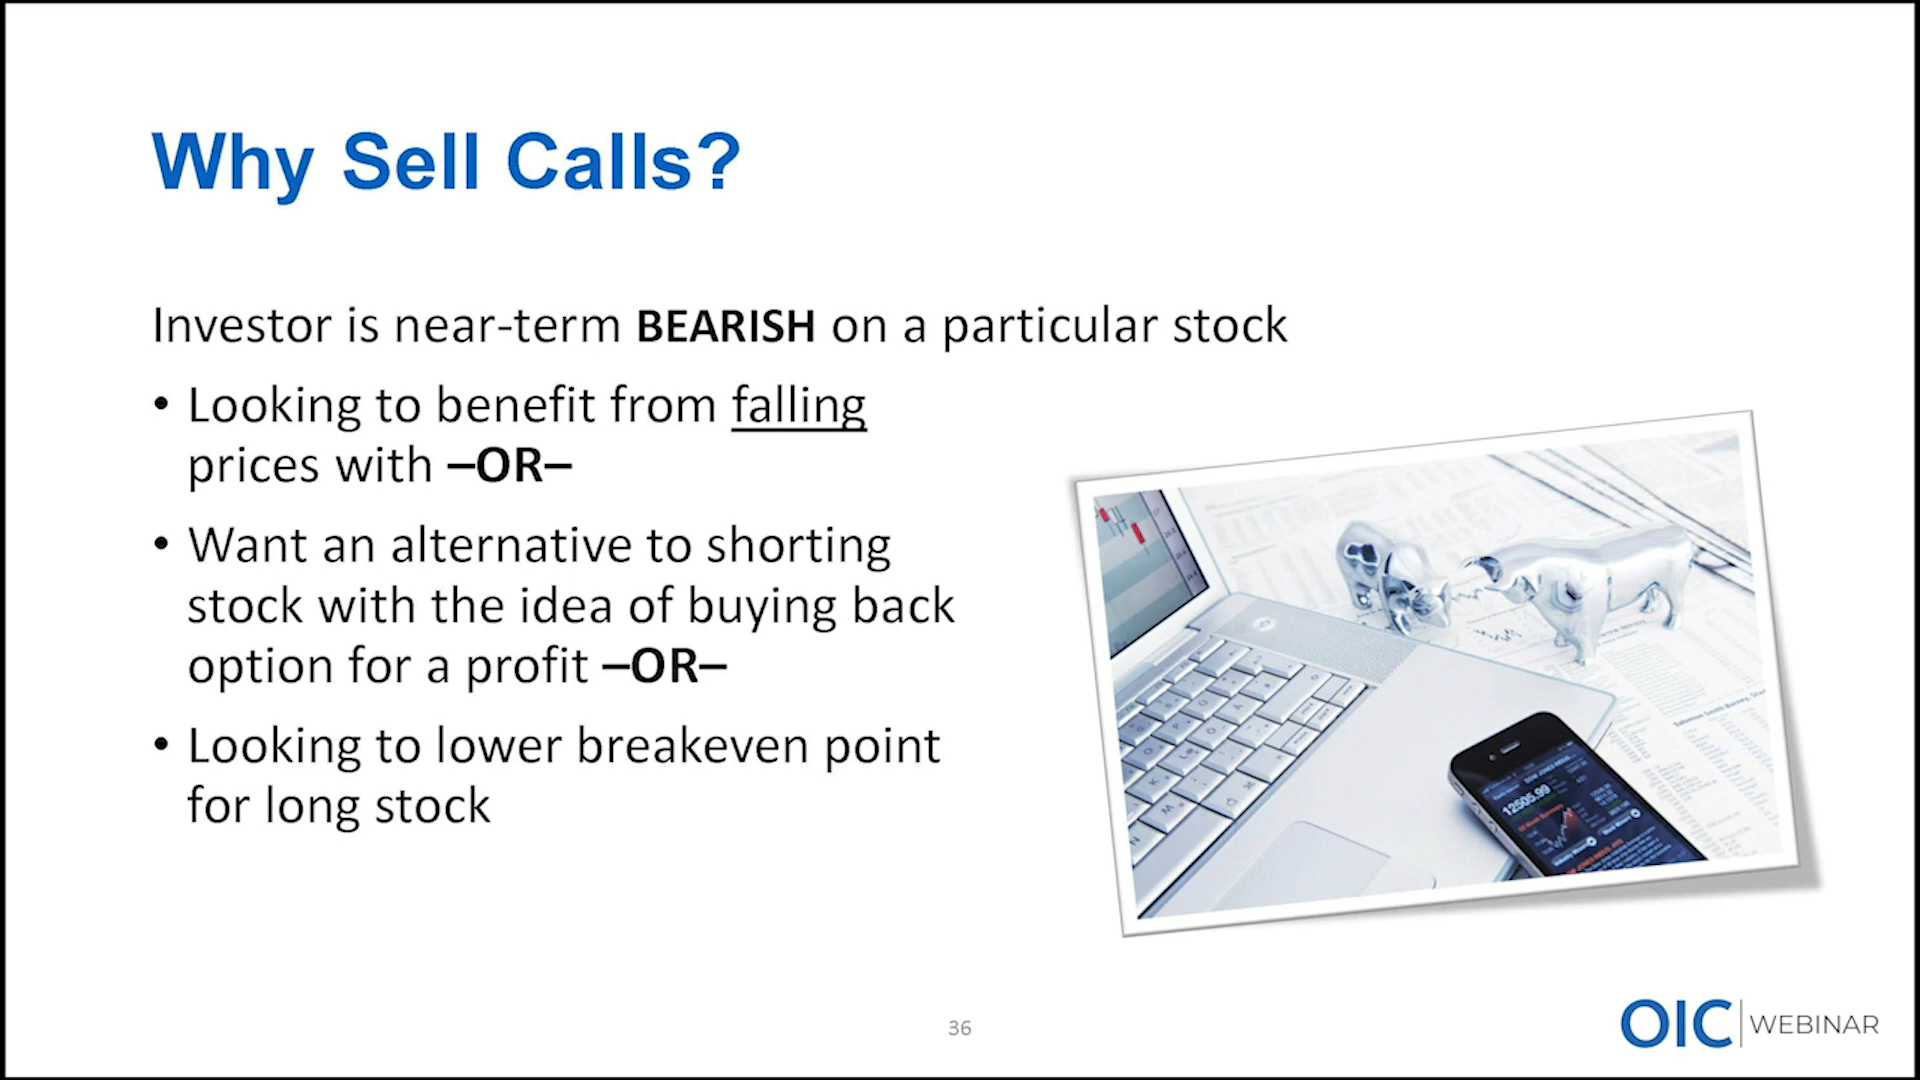 Why Sell Calls?
Investor is near-term BEARISH on a particular stock
• Looking to benefit from falling
prices with –OR–
• Want an alternative to shorting
stock with the idea of buying back
option for a profit –OR–
• Looking to lower breakeven point
for long stock
12505.99
36
OIC WEBINAR